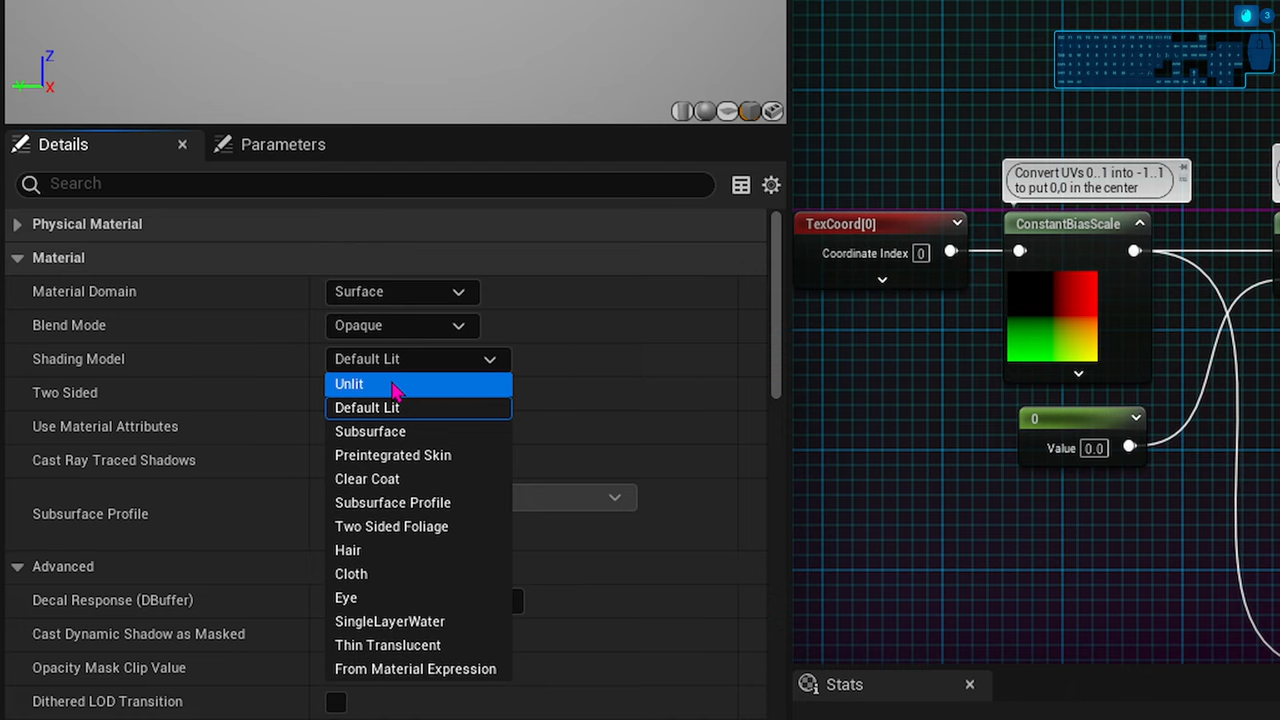 3
Z
Y
X
Details
Parameters
Search
Physical Material
Material
Material Domain
Surface
Blend Mode
Opaque
Shading Model
Default Lit
Unlit
Default Lit
Subsurface
Preintegrated Skin
Clear Coat
Subsurface Profile
Two Sided Foliage
Hair
Cloth
Eye
SingleLayerWater
Thin Translucent
From Material Expression
Two Sided
Use Material Attributes
Cast Ray Traced Shadows
Subsurface Profile
Advanced
Decal Response (DBuffer)
Cast Dynamic Shadow as Masked
Opacity Mask Clip Value
Dithered LOD Transition
Convert UVs 0..1 into -1..1
to put 0,0 in the center
TexCoord[0]
Coordinate Index 0
ConstantBiasScale
0
Value 0.0
Stats